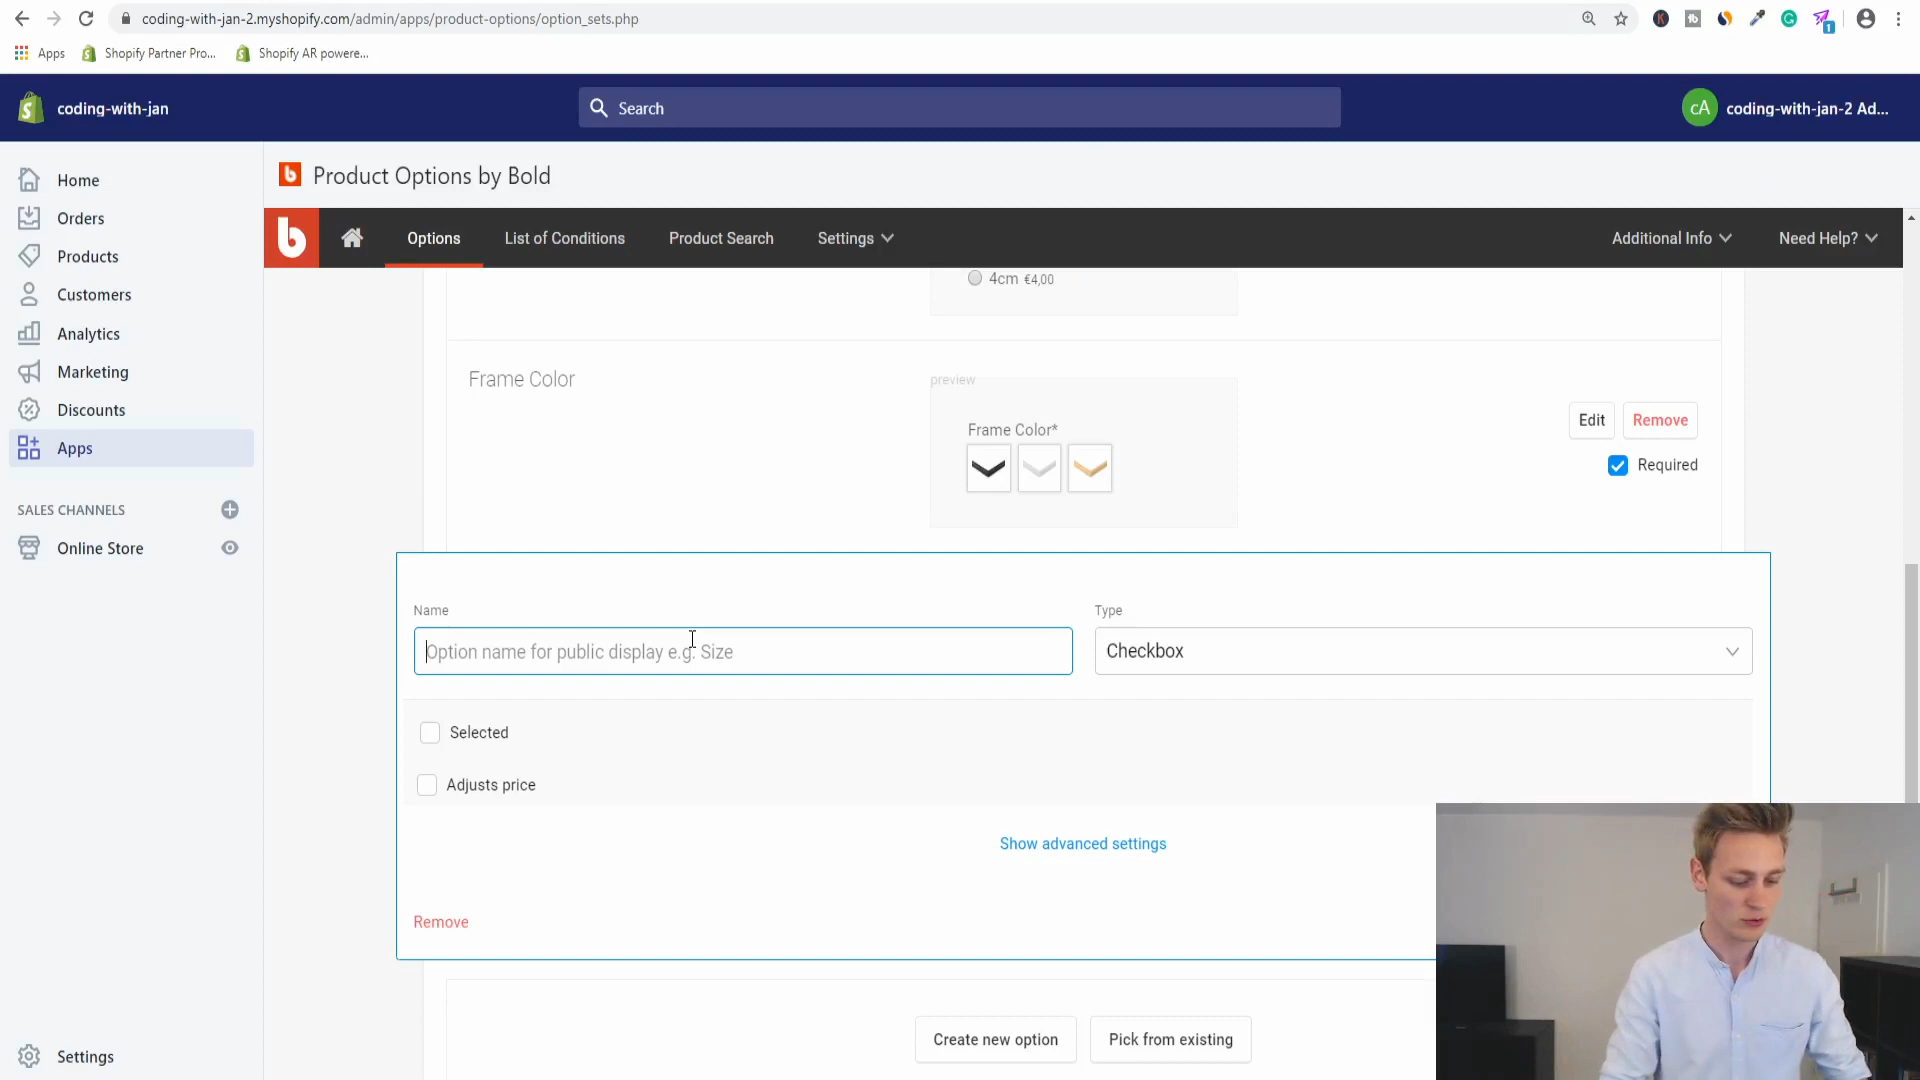 coding-with-jan-2.myshopify.com/admin/apps/product-options/option_sets.php
1
Apps
Shopify Partner Pro...
Shopify AR powere...
coding-with-jan
Search
cA
coding-with-jan-2 Ad...
Home
Orders
Products
Customers
Analytics
Marketing
Discounts
Apps
SALES CHANNELS
Online Store
Settings
Product Options by Bold
b
Options
List of Conditions
Product Search
Settings
Additional Info
Need Help?
4cm €4,00
Frame Color
preview
Frame Color*
Edit
Remove
Required
Name
Type
Option name for public display e.g. Size
Checkbox
Selected
Adjusts price
Show advanced settings
Remove
Create new option
Pick from existing